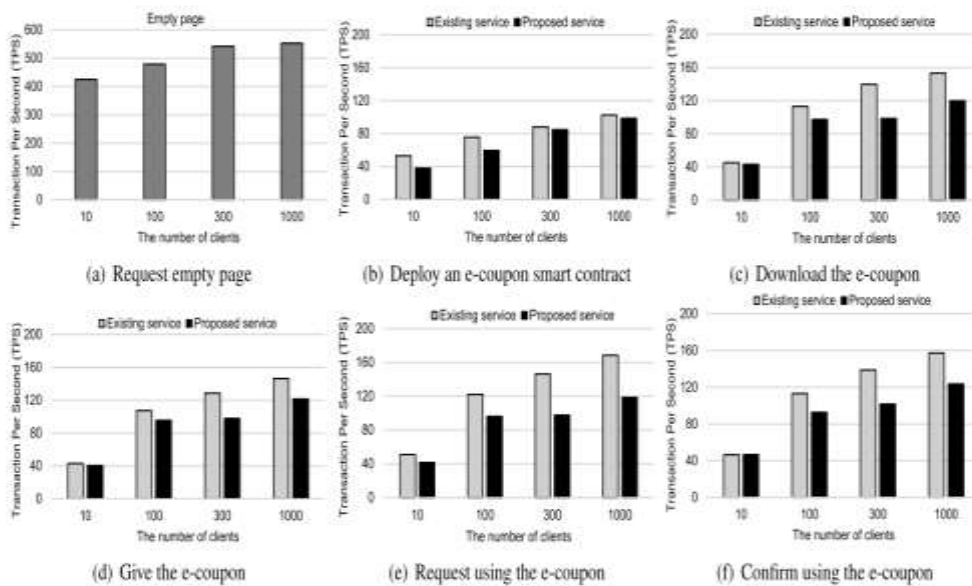 Empty page
Transaction Per Second (TPS)
600
500
400
300
200
100
0
10 100 300 1000
The number of clients
(a) Request empty page
Existing service Proposed service
Transaction Per Second (TPS)
200
160
120
80
40
0
10 100 300 1000
The number of clients
(b) Deploy an e-coupon smart contract
Existing service Proposed service
Transaction Per Second (TPS)
200
160
120
80
40
0
10 100 300 1000
The number of clients
(c) Download the e-coupon
Existing service Proposed service
Transaction Per Second (TPS)
200
160
120
80
40
0
10 100 300 1000
The number of clients
(d) Give the e-coupon
Existing service Proposed service
Transaction Per Second (TPS)
200
160
120
80
40
0
10 100 300 1000
The number of clients
(e) Request using the e-coupon
Existing service Proposed service
Transaction Per Second (TPS)
200
160
120
80
40
0
10 100 300 1000
The number of clients
(f) Confirm using the e-coupon